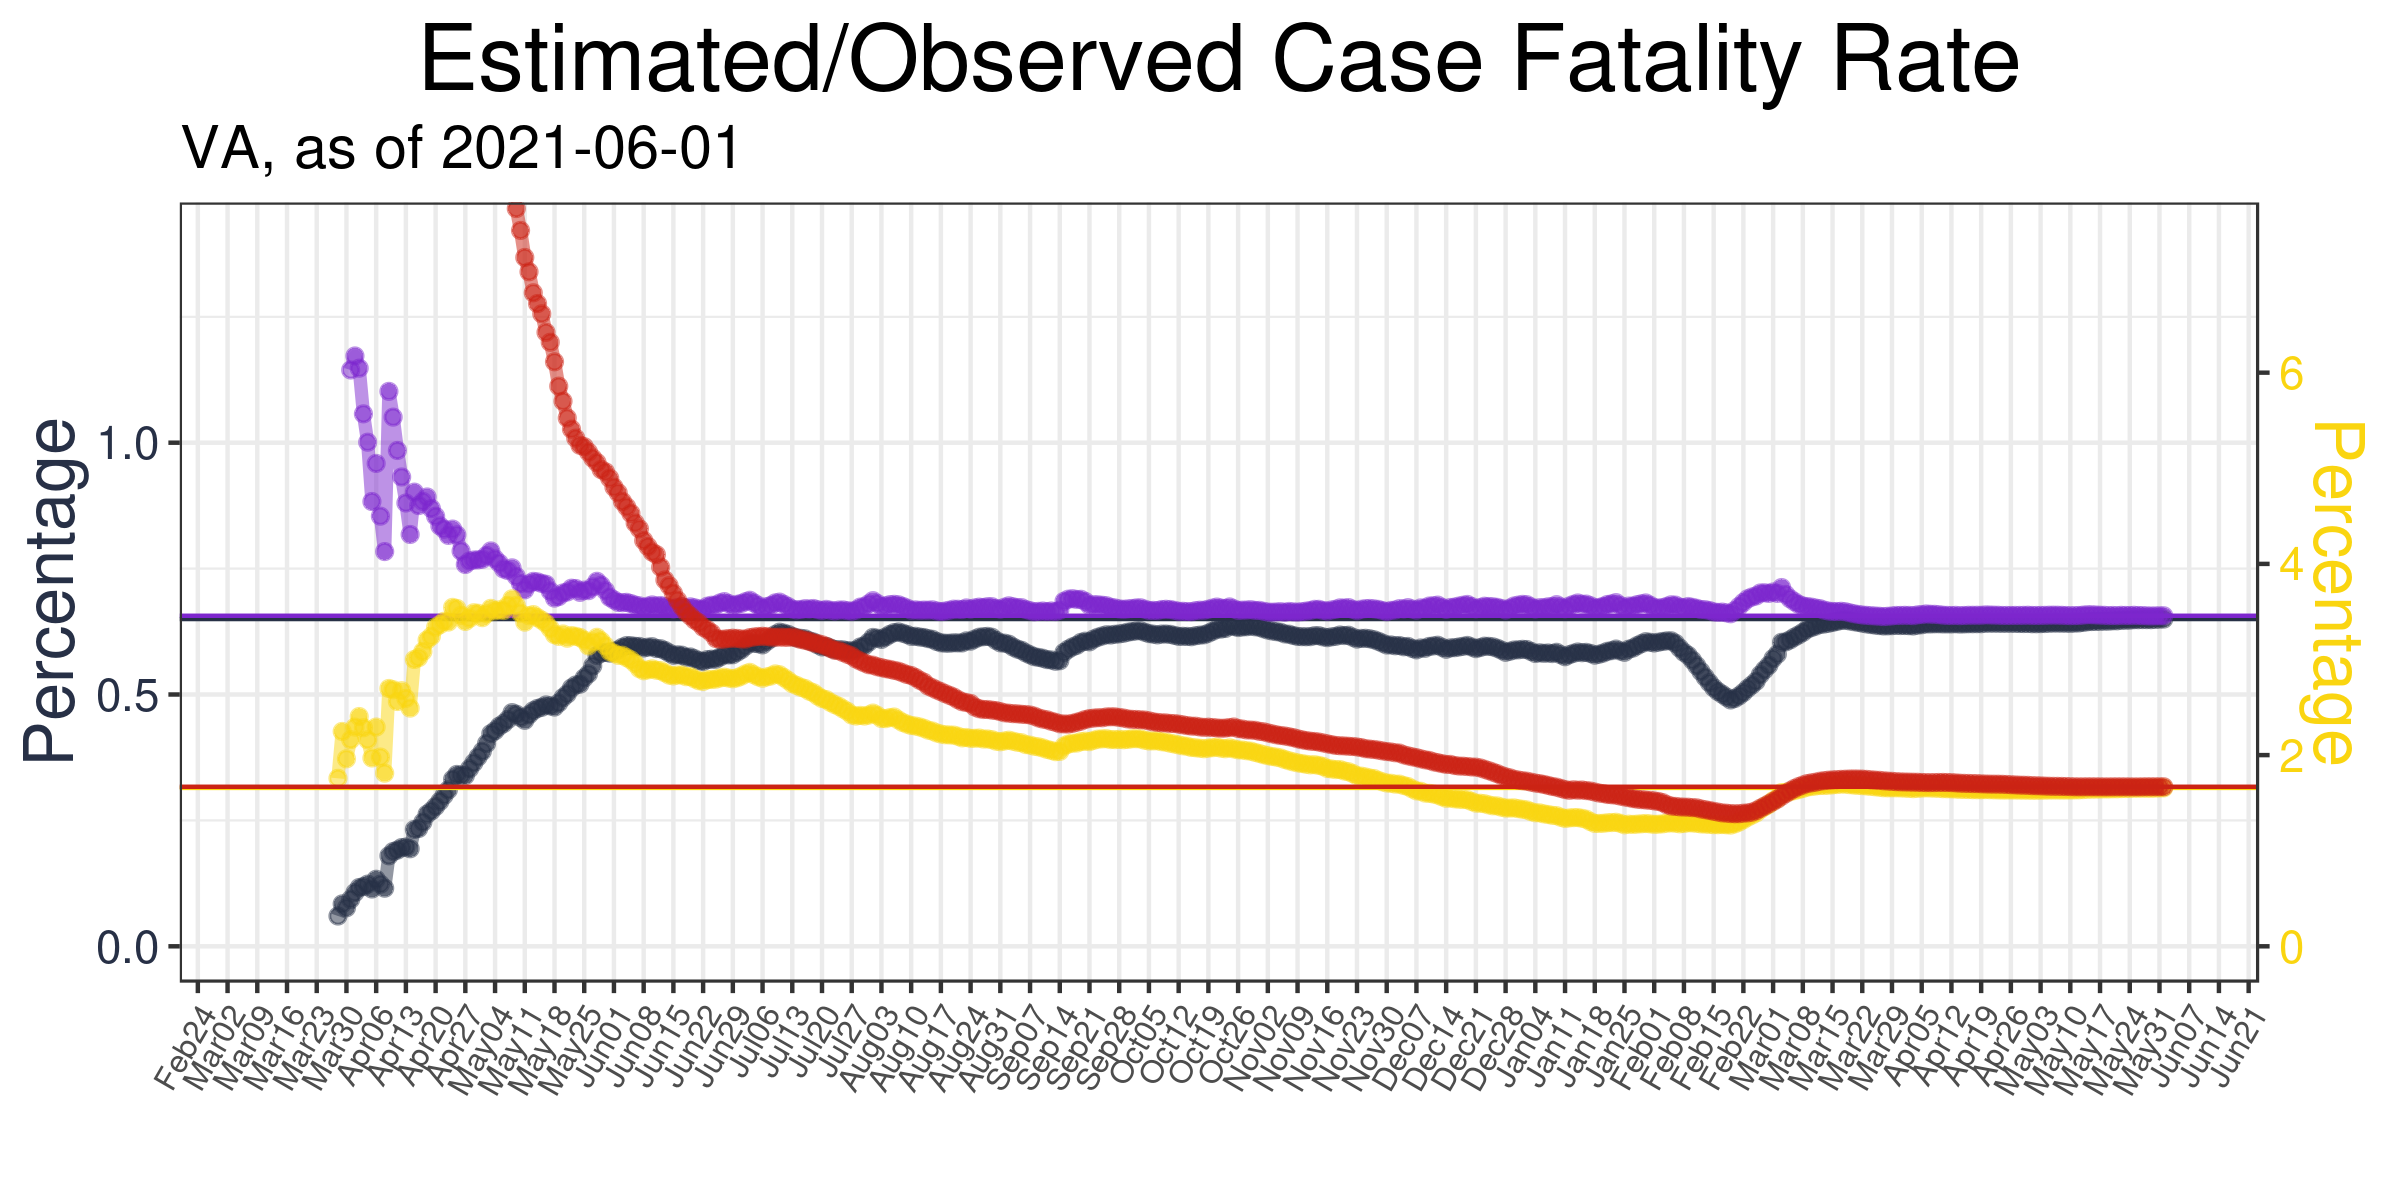 Estimated/Observed Case Fatality Rate
VA, as of 2021-06-01
Percentage
1.0
0.5
0.0
6
4
2
0
Percentage
Feb24
Mar02
Mar09
Mar16
Mar23
Mar30
Apr06
Apr13
Apr20
Apr27
May04
May11
May18
May25
Jun01
Jun08
Jun15
Jun22
Jun29
Jul06
Jul13
Jul20
Jul27
Aug03
Aug10
Aug17
Aug24
Aug31
Sep07
Sep14
Sep21
Sep28
Oct05
Oct12
Oct19
Oct26
Nov02
Nov09
Nov16
Nov23
Nov30
Dec07
Dec14
Dec21
Dec28
Jan04
Jan11
Jan18
Jan25
Feb01
Feb08
Feb15
Feb22
Mar01
Mar08
Mar15
Mar22
Mar29
Apr05
Apr12
Apr19
Apr26
May03
May10
May17
May24
May31
Jun07
Jun14
Jun21